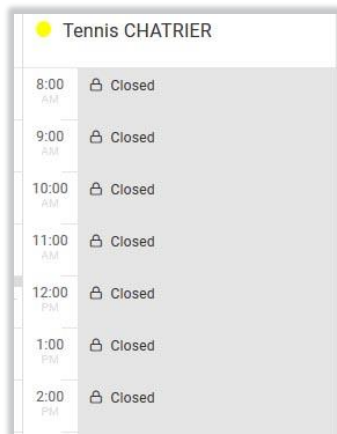 Tennis CHATRIER
8:00 Closed
AM
9:00 Closed
AM
10:00 Closed
AM
11:00 Closed
AM
12:00 Closed
PM
1:00 Closed
PM
2:00 Closed
PM